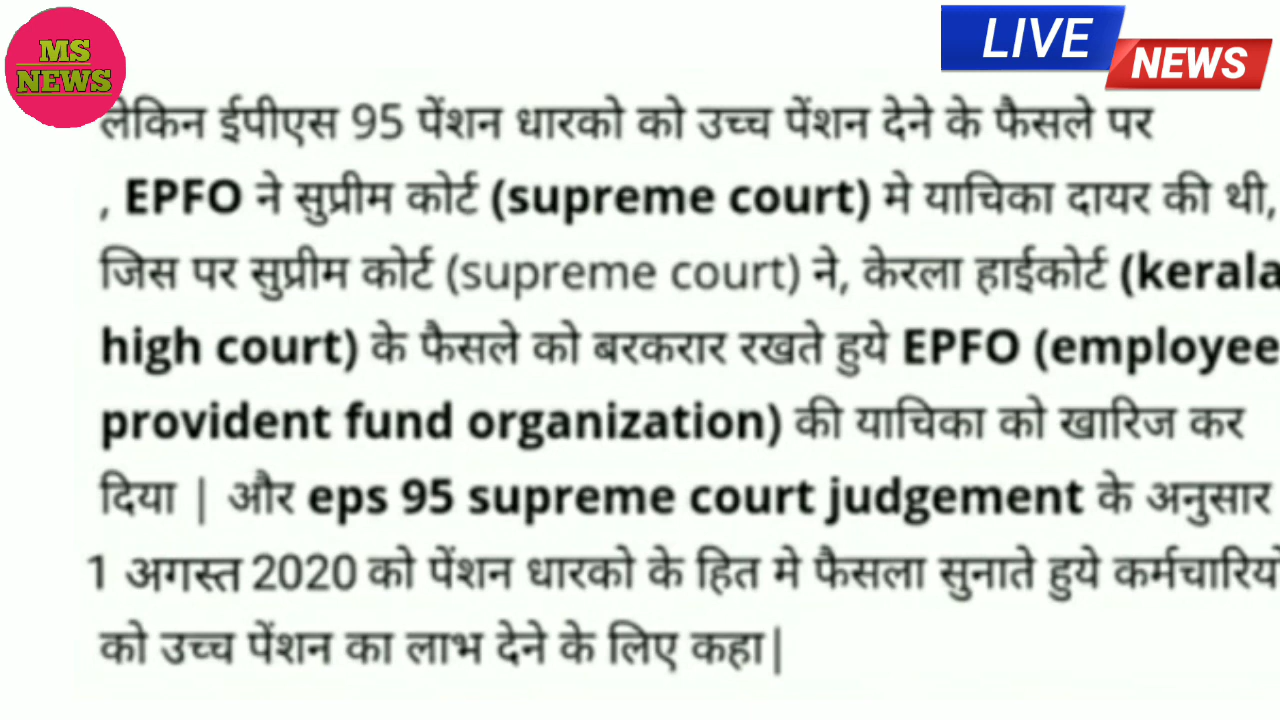 MS
NEWS
LIVE
NEWS
लेकिन ईपीएस 95 पेंशन धारको को उच्च पेंशन देने के फैसले पर
, EPFO ने सुप्रीम कोर्ट (supreme court) मे याचिका दायर की थी,
जिस पर सुप्रीम कोर्ट (supreme court) ने, केरला हाईकोर्ट (kerala
high court) के फैसले को बरकरार रखते हुये EPFO (employee
provident fund organization) की याचिका को खारिज कर
दिया | और eps 95 supreme court judgement के अनुसार
1 अगस्त 2020 को पेंशन धारको के हित मे फैसला सुनाते हुये कर्मचारियो
को उच्च पेंशन का लाभ देने के लिए कहा|